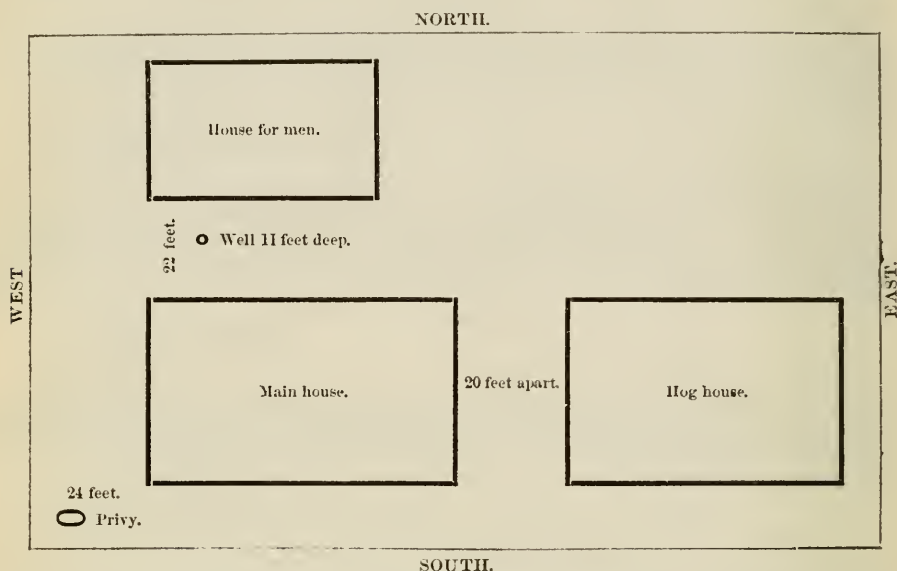 NORTH.
House for men.
22 feet.
Well 11 feet deep.
WEST
EAST.
Main house.
20 feet apart.
Hog house.
24 feet.
Privy.
SOUTH.